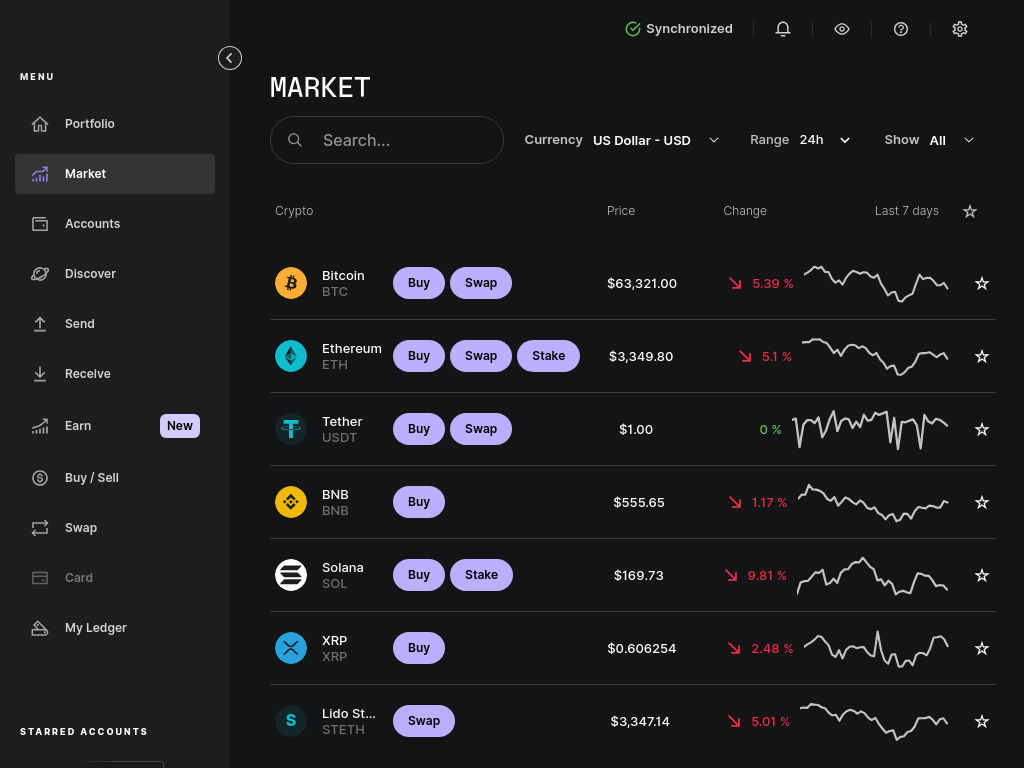 Synchronized
MENU
MARKET
Portfolio
Search...
Currency US Dollar - USD
Range 24h
Show All
Market
Accounts
Crypto Price Change Last 7 days
Discover
Bitcoin
BTC
Buy Swap $63,321.00 5.39 %
Send
Ethereum
ETH
Buy Swap Stake $3,349.80 5.1 %
Receive
Earn New
Tether
USDT
Buy Swap $1.00 0 %
Buy / Sell
BNB
BNB
Buy $555.65 1.17 %
Swap
Card
Solana
SOL
Buy Stake $169.73 9.81 %
My Ledger
XRP
XRP
Buy $0.606254 2.48 %
STARRED ACCOUNTS
S
Lido St...
STETH
Swap $3,347.14 5.01 %